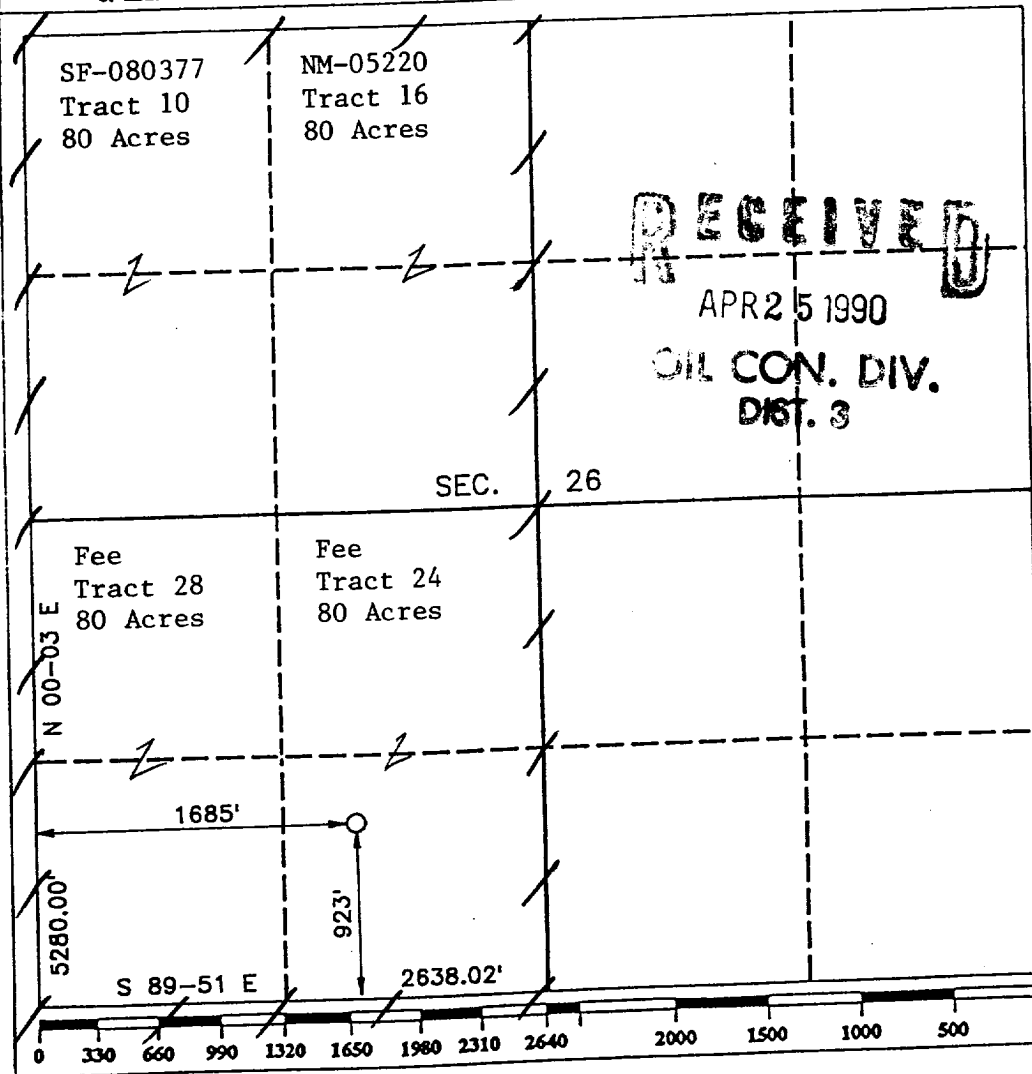 SF-080377
Tract 10
80 Acres
NM-05220
Tract 16
80 Acres
RECEIVED
APR 25 1990
OIL CON. DIV.
DIST. 3
SEC. 26
Fee
Tract 28
80 Acres
Fee
Tract 24
80 Acres
N 00-03 E
1685'
923'
5280.00'
S 89-51 E
2638.02'
0 330 660 990 1320 1650 1980 2310 2640 2000 1500 1000 500